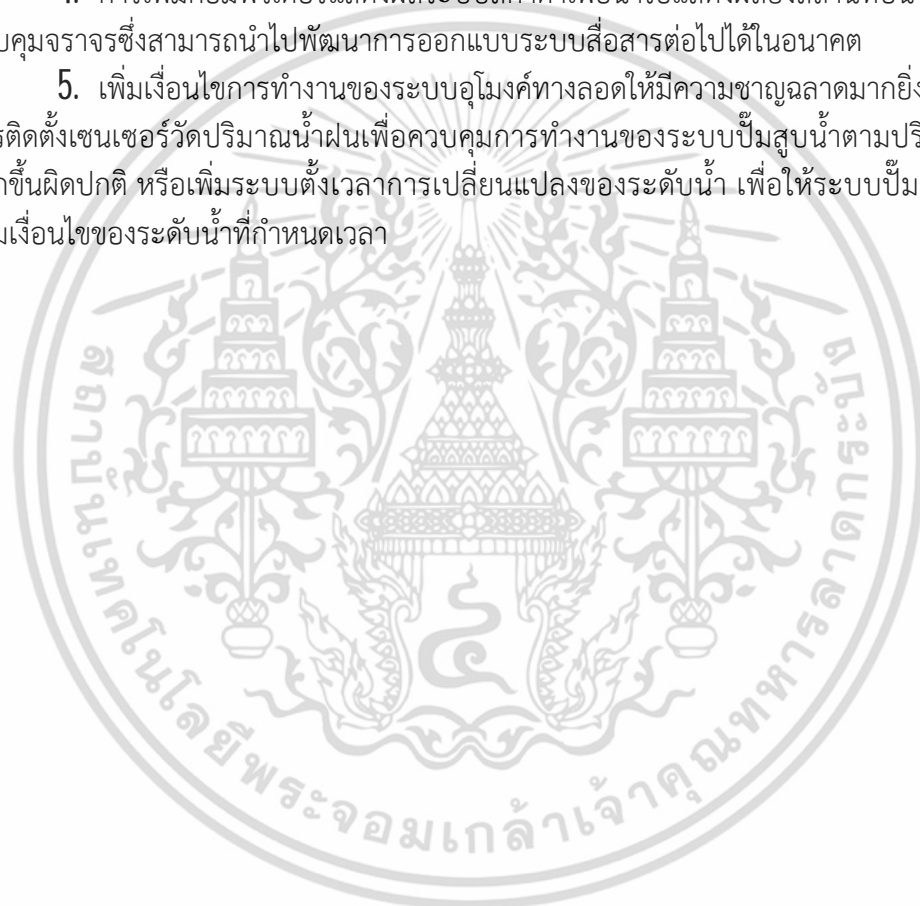 บคุมจราจรซึ่งสามารถนำไปพัฒนาการออกแบบระบบสื่อสารต่อไปได้ในอนาคต
5. เพิ่มเงื่อนไขการทำงานของระบบอุโมงค์ทางลอดให้มีความชาญฉลาดมากยิ่ง
รติดตั้งเซนเซอร์วัดปริมาณน้ำฝนเพื่อควบคุมการทำงานของระบบปั๊มสูบน้ำตามปริ
กขึ้นผิดปกติ หรือเพิ่มระบบตั้งเวลาการเปลี่ยนแปลงของระดับน้ำ เพื่อให้ระบบปั๊ม
มเงื่อนไขของระดับน้ำที่กำหนดเวลา
สถาบันเทคโนโลยีพระจอมเกล้าเจ้าคุณทหารลาดกระบัง
๔